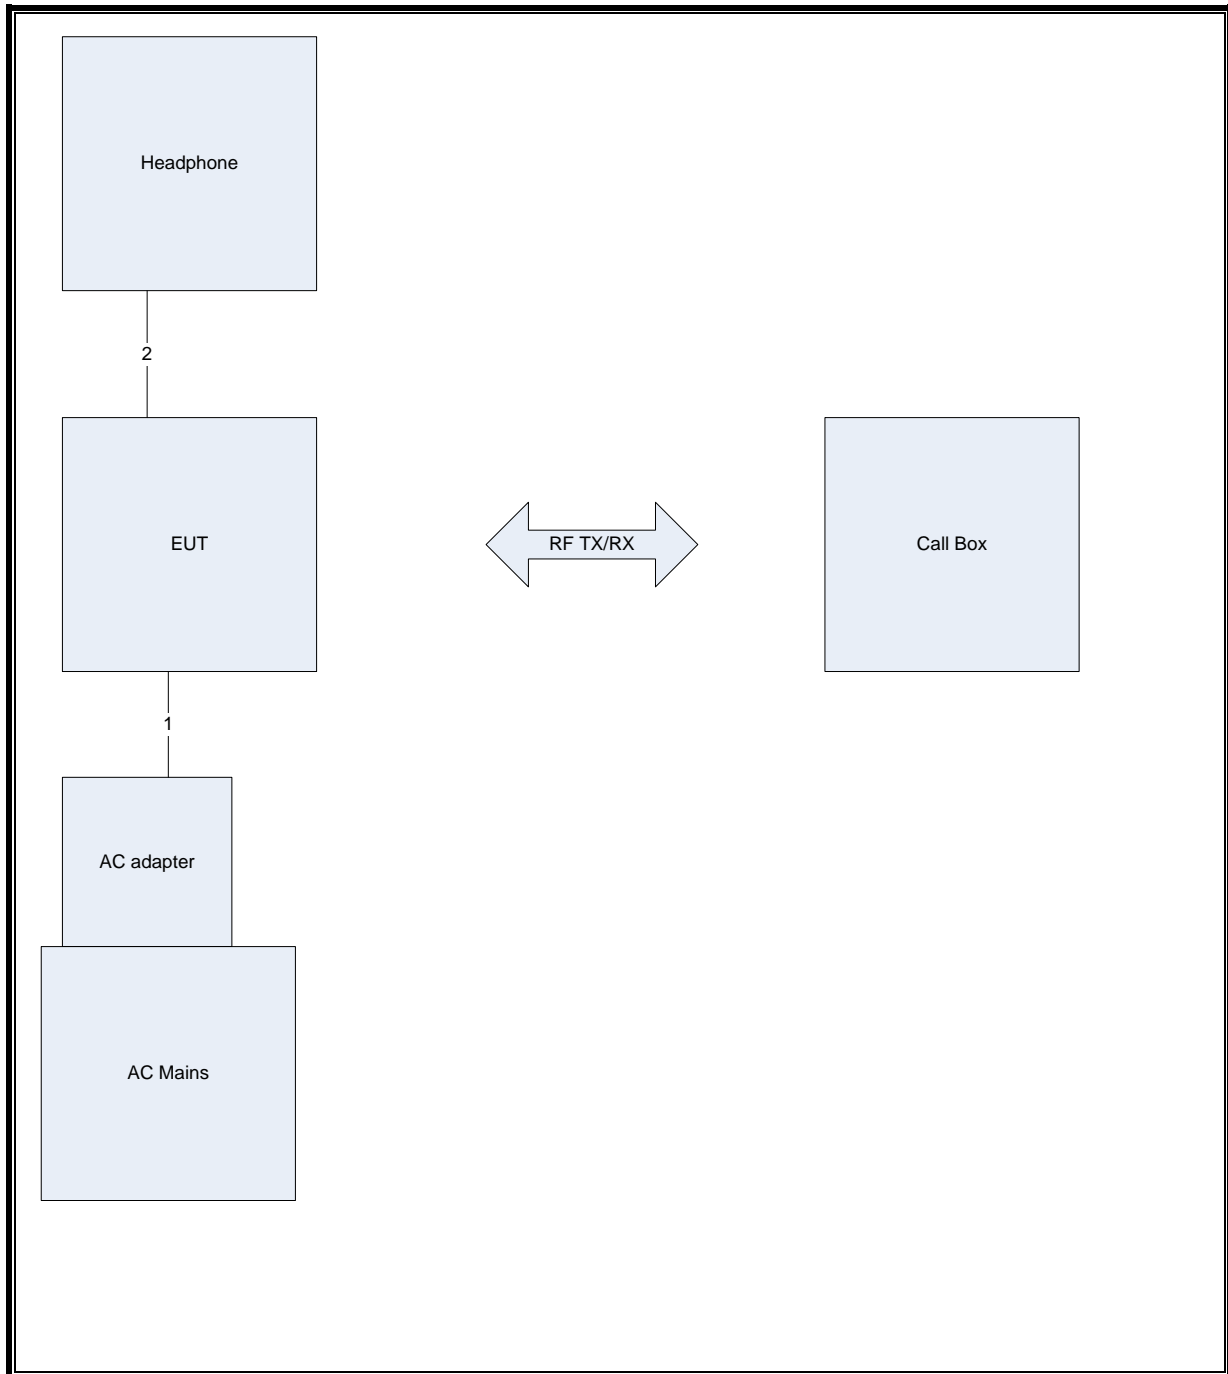 Headphone
2
EUT
RF TX/RX
Call Box
1
AC adapter
AC Mains